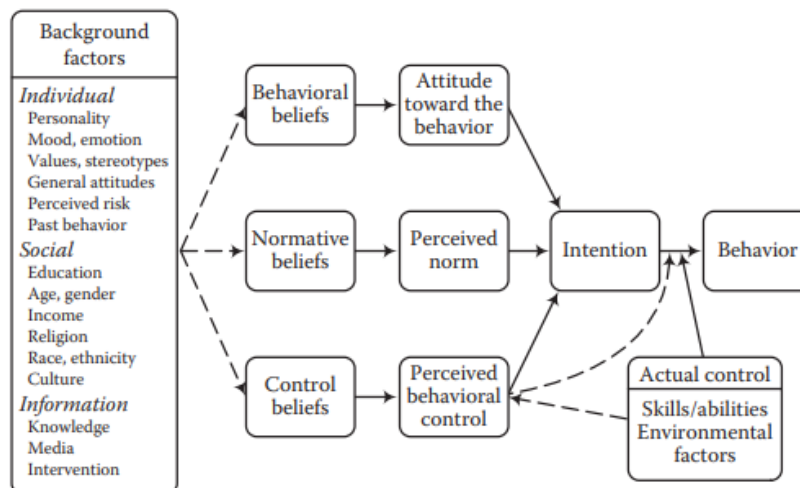 Background
factors
Individual
Personality
Mood, emotion
Values, stereotypes
General attitudes
Perceived risk
Past behavior
Social
Education
Age, gender
Income
Religion
Race, ethnicity
Culture
Information
Knowledge
Media
Intervention
Behavioral
beliefs
Attitude
toward the
behavior
Normative
beliefs
Perceived
norm
Intention
Behavior
Control
beliefs
Perceived
behavioral
control
Actual control
Skills/abilities
Environmental
factors